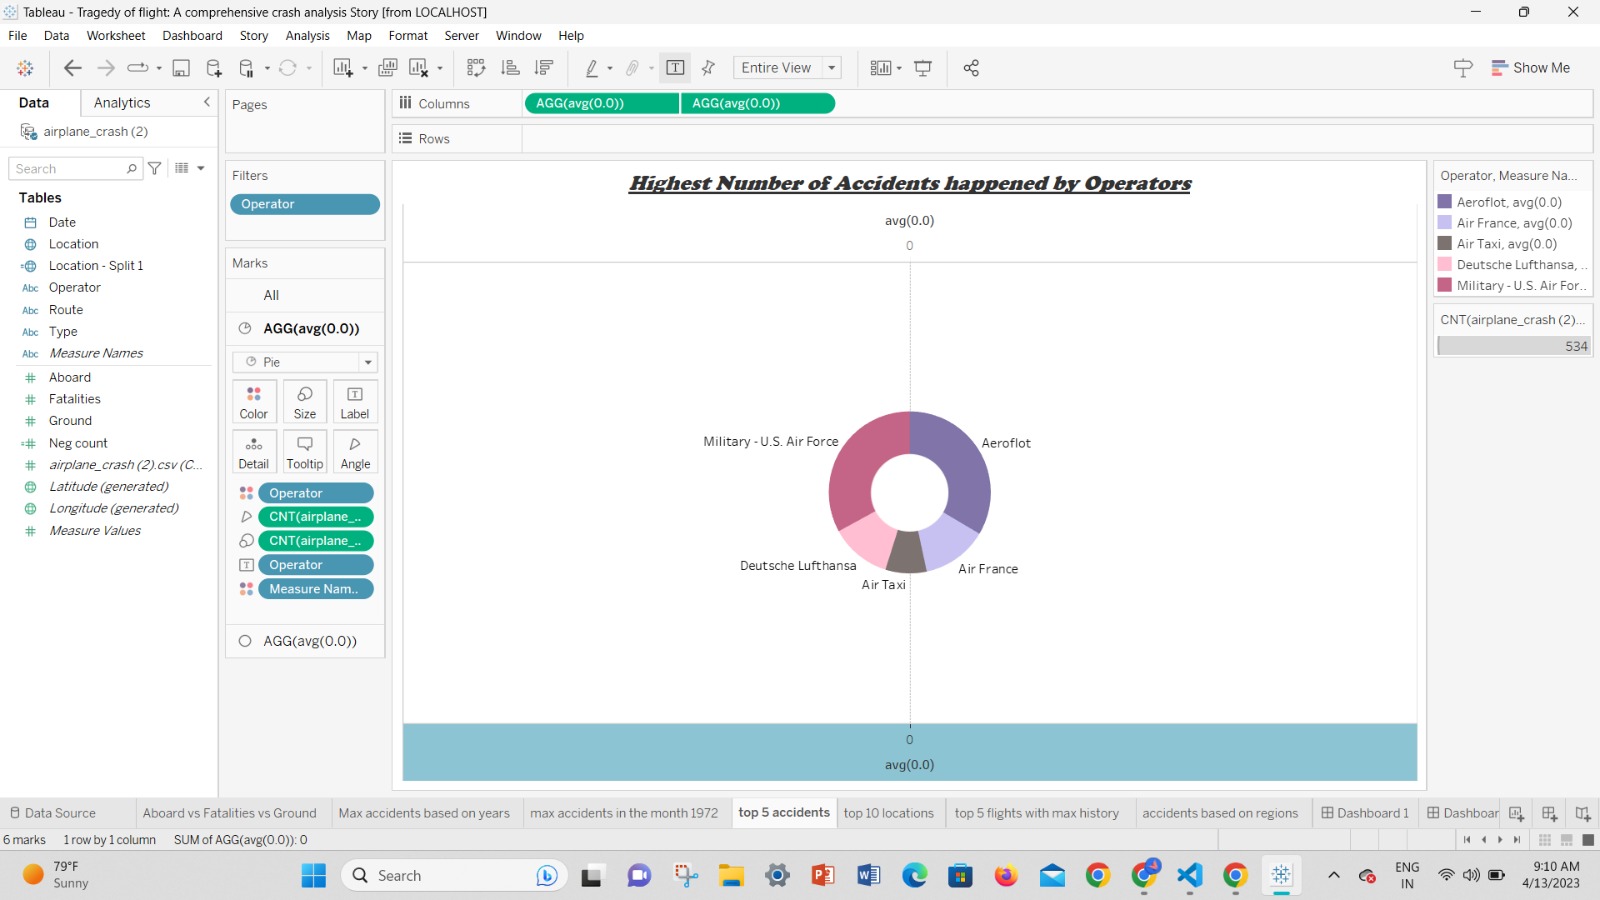 Tableau - Tragedy of flight: A comprehensive crash analysis Story [from LOCALHOST]
File Data Worksheet Dashboard Story Analysis Map Format Server Window Help
Entire View
Show Me
Data Analytics
airplane_crash (2)
Search
Tables
Date
Location
Location - Split 1
Abc Operator
Abc Route
Abc Type
Abc Measure Names
Aboard
Fatalities
Ground
Neg count
airplane_crash (2).csv (C...
Latitude (generated)
Longitude (generated)
Measure Values
Pages
Filters
Operator
Marks
All
AGG(avg(0.0))
Pie
Color Size Label
Detail Tooltip Angle
Operator
CNT(airplane_..
CNT(airplane_..
Operator
Measure Nam..
AGG(avg(0.0))
Columns AGG(avg(0.0)) AGG(avg(0.0))
Rows
Highest Number of Accidents happened by Operators
avg(0.0)
0
Military - U.S. Air Force
Aeroflot
Deutsche Lufthansa
Air France
Air Taxi
0
avg(0.0)
Operator, Measure Na...
Aeroflot, avg(0.0)
Air France, avg(0.0)
Air Taxi, avg(0.0)
Deutsche Lufthansa, ..
Military - U.S. Air For..
CNT(airplane_crash (2)...
534
Data Source Aboard vs Fatalities vs Ground Max accidents based on years max accidents in the month 1972 top 5 accidents top 10 locations top 5 flights with max history accidents based on regions Dashboard 1 Dashboar
6 marks 1 row by 1 column SUM of AGG(avg(0.0)): 0
79°F
Sunny
Search
ENG
IN
9:10 AM
4/13/2023